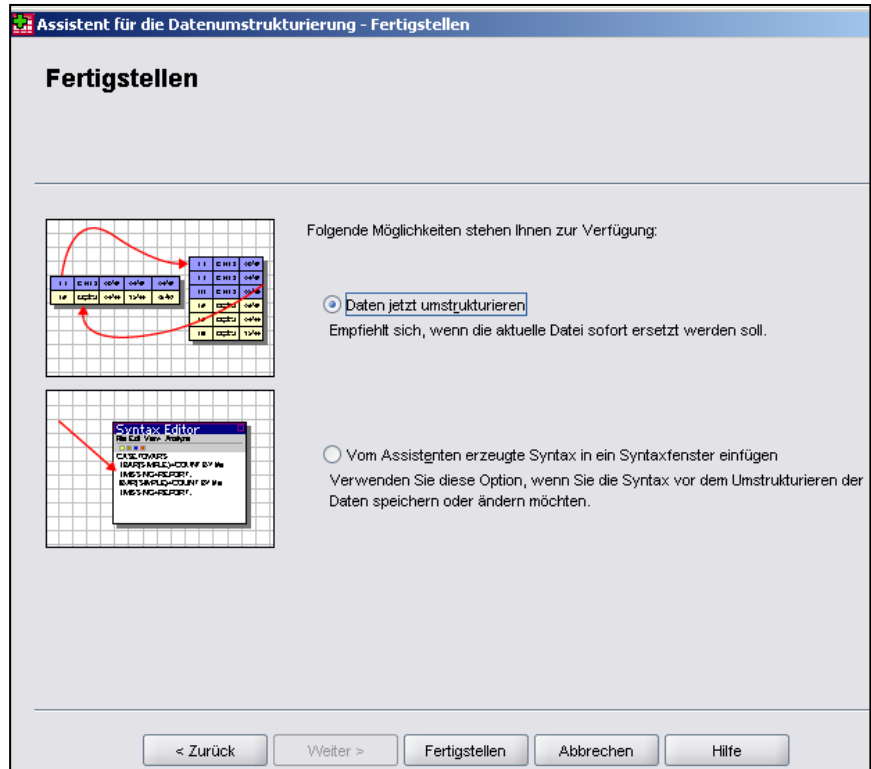 Assistent für die Datenumstrukturierung - Fertigstellen
Fertigstellen
Folgende Möglichkeiten stehen Ihnen zur Verfügung:
Daten jetzt umstrukturieren
Empfiehlt sich, wenn die aktuelle Datei sofort ersetzt werden soll.
Syntax Editor
Vom Assistenten erzeugte Syntax in ein Syntaxfenster einfügen
Verwenden Sie diese Option, wenn Sie die Syntax vor dem Umstrukturieren der
Daten speichern oder ändern möchten.
< Zurück
Weiter >
Fertigstellen
Abbrechen
Hilfe